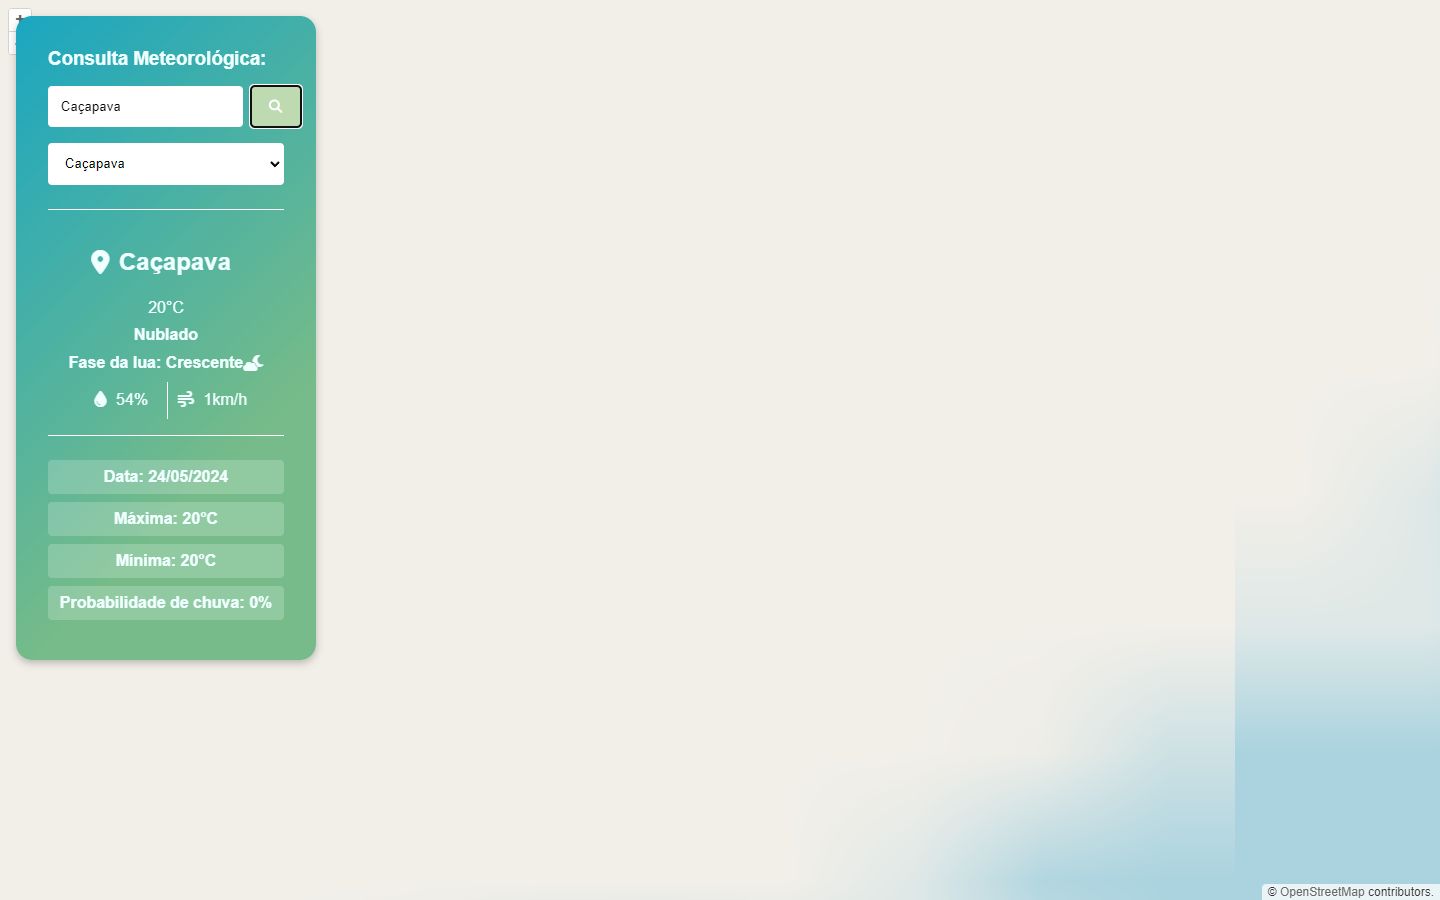 +
Consulta Meteorológica:
Caçapava
Caçapava
Caçapava
20°C
Nublado
Fase da lua: Crescente
54%
1km/h
Data: 24/05/2024
Máxima: 20°C
Mínima: 20°C
Probabilidade de chuva: 0%
© OpenStreetMap contributors.